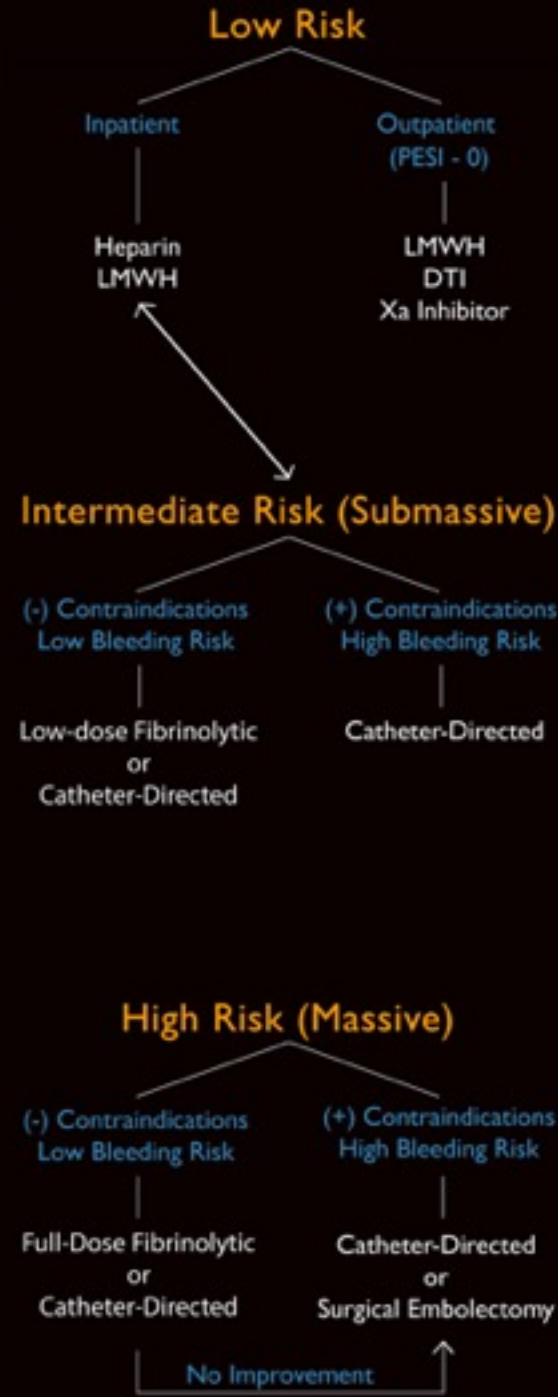 Low Risk
Inpatient
Heparin
LMWH
Outpatient
(PESI - 0)
LMWH
DTI
Xa Inhibitor
Intermediate Risk (Submassive)
(-) Contraindications
Low Bleeding Risk
Low-dose Fibrinolytic
or
Catheter-Directed
(+) Contraindications
High Bleeding Risk
Catheter-Directed
High Risk (Massive)
(-) Contraindications
Low Bleeding Risk
Full-Dose Fibrinolytic
or
Catheter-Directed
(+) Contraindications
High Bleeding Risk
Catheter-Directed
or
Surgical Embolectomy
No Improvement